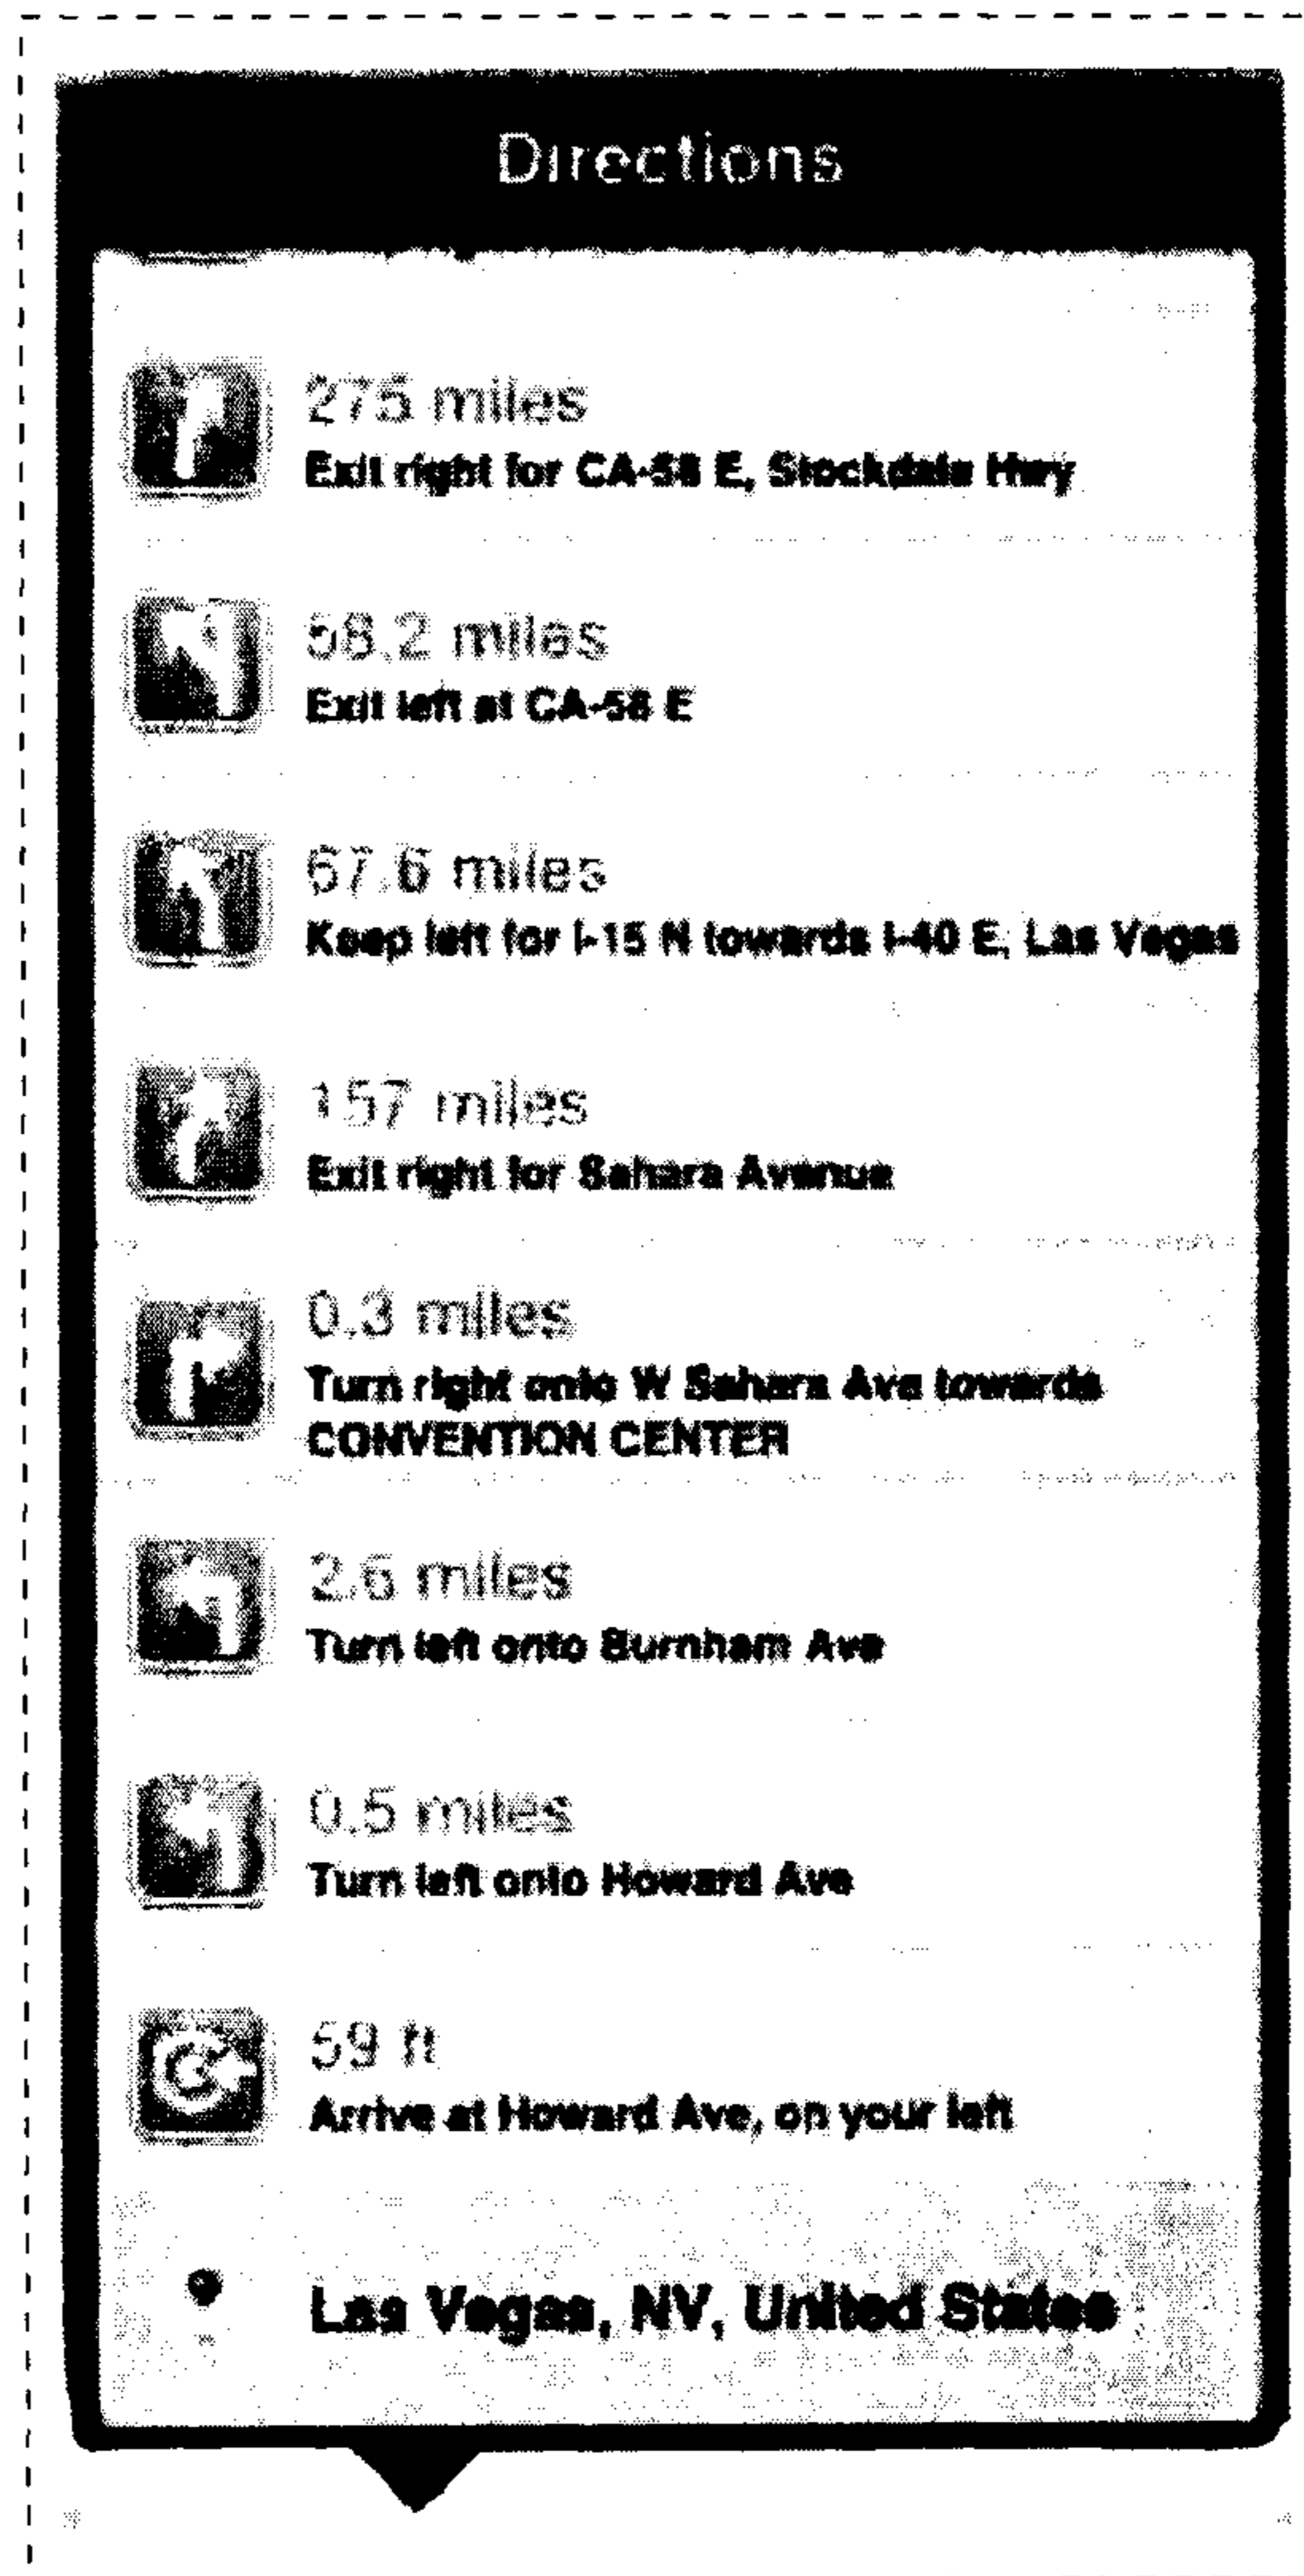 Directions
275 miles
Exit right for CA-58 E, Stockdale Hwy
58.2 miles
Exit left at CA-58 E
67.6 miles
Keep left for I-15 N towards I-40 E, Las Vegas
157 miles
Exit right for Sahara Avenue
0.3 miles
Turn right onto W Sahara Ave towards
CONVENTION CENTER
2.6 miles
Turn left onto Burnham Ave
0.5 miles
Turn left onto Howard Ave
59 ft
Arrive at Howard Ave, on your left
Las Vegas, NV, United States